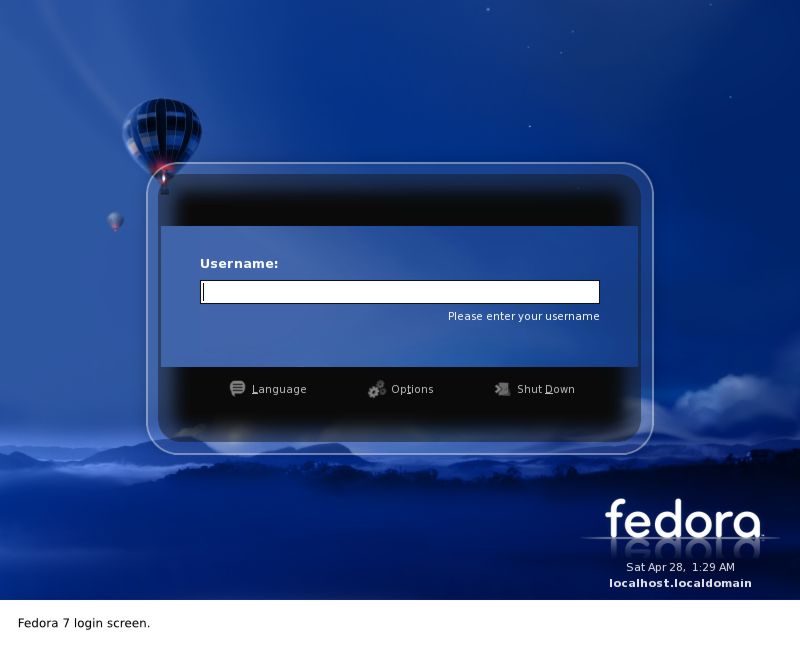 Username:
Please enter your username
Language
Options
Shut Down
fedora
Sat Apr 28, 1:29 AM
localhost.localdomain
Fedora 7 login screen.